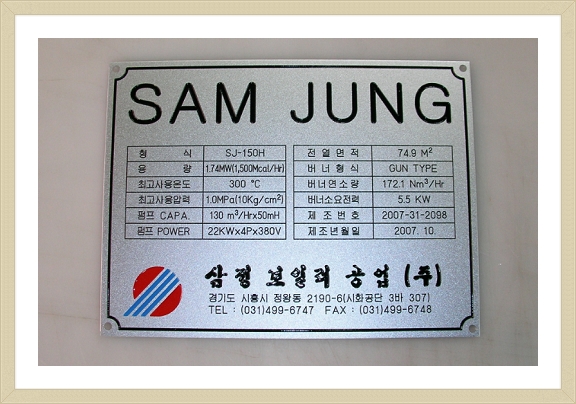 SAM JUNG
형 식 SJ-150H 전 열 면 적 74.9 M²
용 량 1.74MW(1,500Mcal/Hr) 버 너 형 식 GUN TYPE
최고사용온도 300 °C 버너연소량 172.1 Nm³/Hr
최고사용압력 1.0MPa(10Kg/cm²) 버너소요전력 5.5 KW
펌프 CAPA. 130 m³/Hrx50mH 제 조 번 호 2007-31-2098
펌프 POWER 22KWx4Px380V 제조년월일 2007. 10.
삼정 보일러 공업 (주)
경기도 시흥시 정왕동 2190-6(시화공단 3바 307)
TEL : (031)499-6747 FAX : (031)499-6748